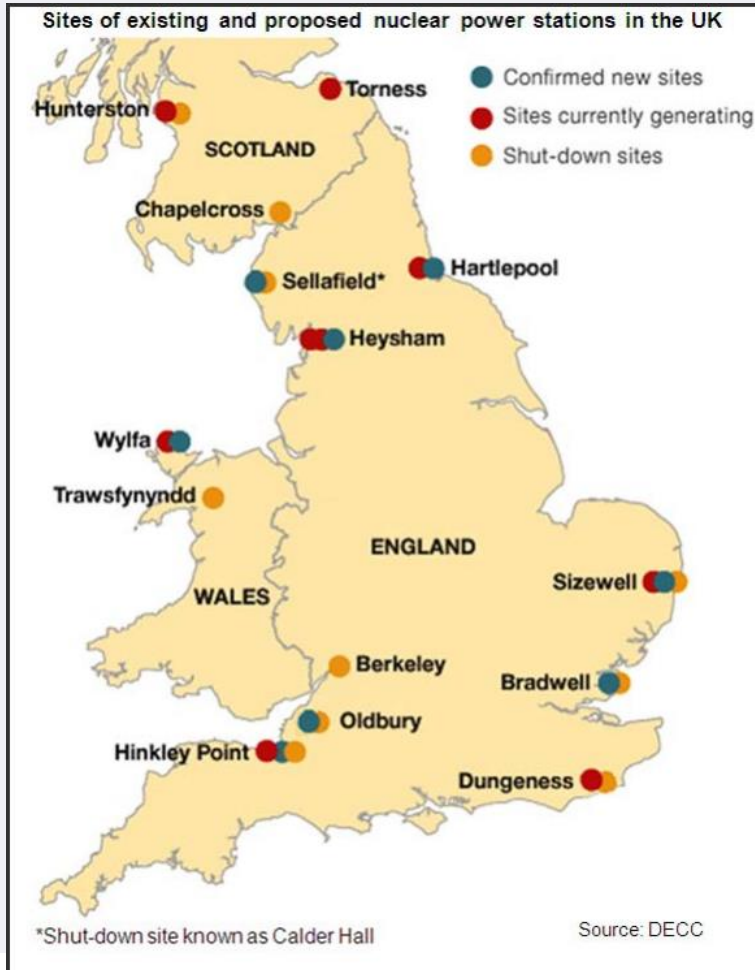 Sites of existing and proposed nuclear power stations in the UK
Confirmed new sites
Sites currently generating
Shut-down sites
Torness
Hunterston
SCOTLAND
Chapelcross
Hartlepool
Sellafield*
Heysham
Wylfa
Trawsfynyndd
ENGLAND
WALES
Sizewell
Berkeley
Bradwell
Oldbury
Hinkley Point
Dungeness
*Shut-down site known as Calder Hall
Source: DECC